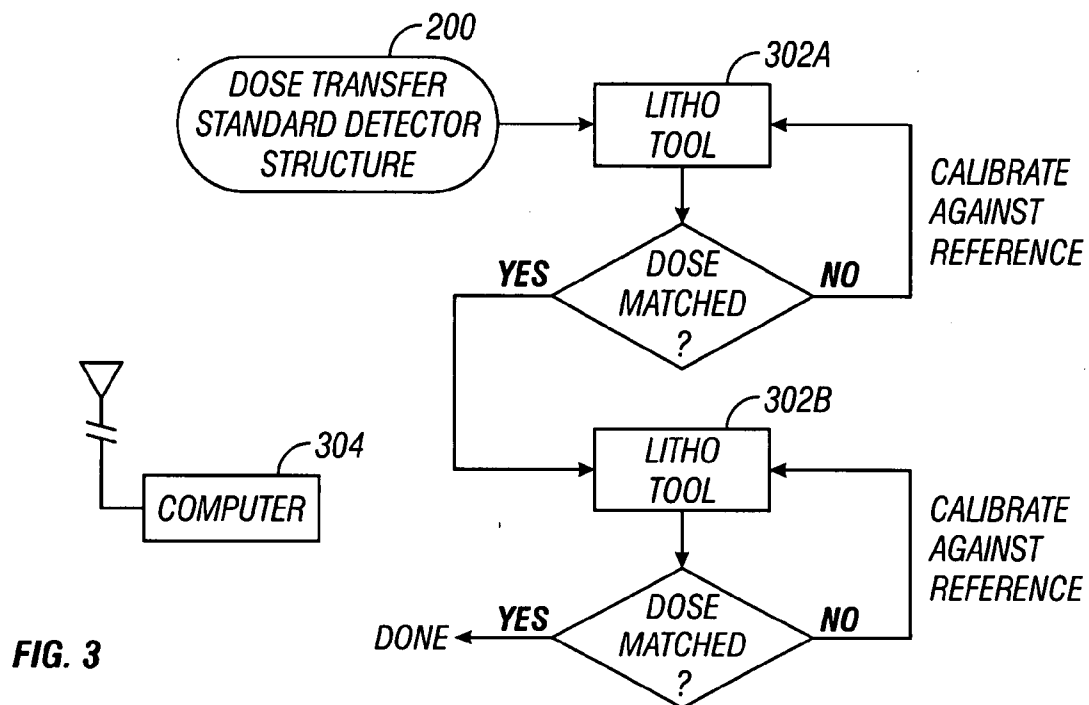 200
DOSE TRANSFER
STANDARD DETECTOR
STRUCTURE
302A
LITHO
TOOL
CALIBRATE
AGAINST
REFERENCE
YES
DOSE
MATCHED
?
NO
302B
LITHO
TOOL
304
COMPUTER
CALIBRATE
AGAINST
REFERENCE
DONE
YES
DOSE
MATCHED
?
NO
FIG. 3